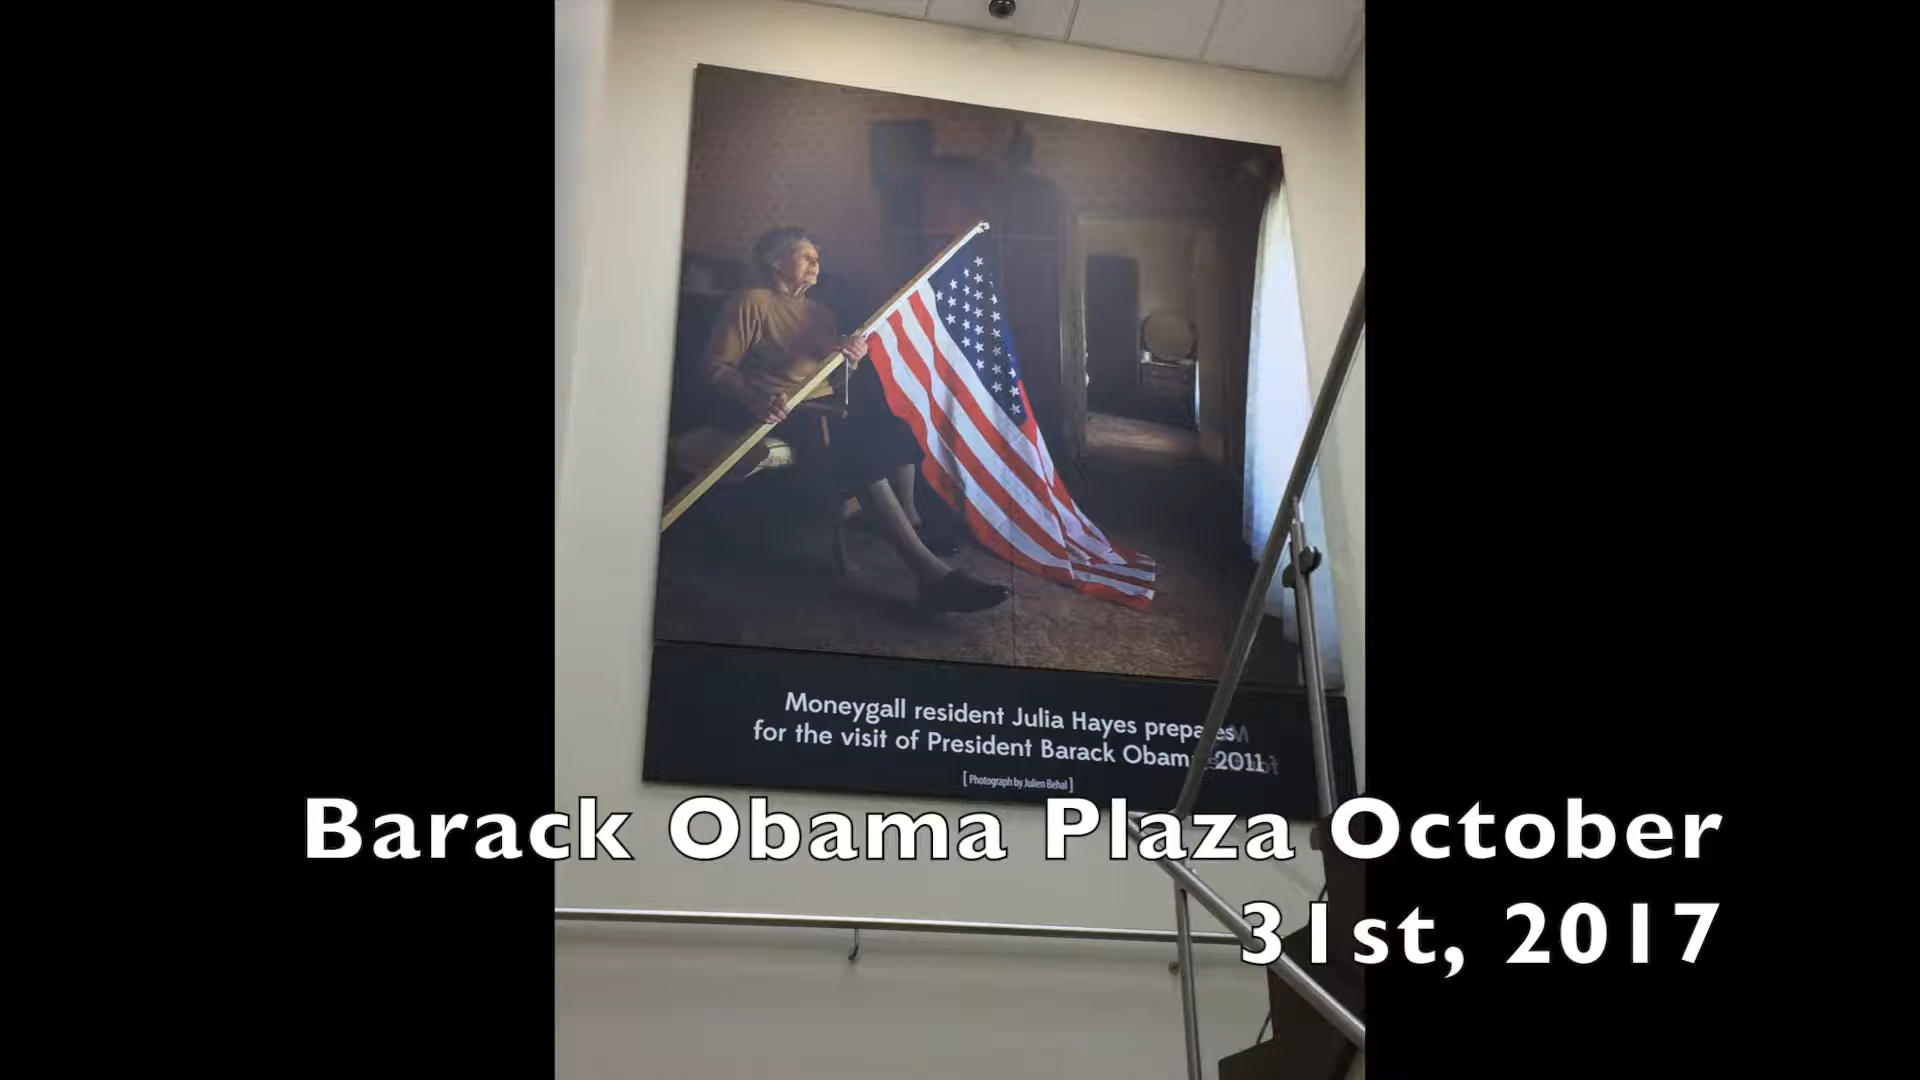 Moneygall resident Julia Hayes prepares
for the visit of President Barack Obama 2011
[Photograph by Julien Behal]
Barack Obama Plaza October
31st, 2017